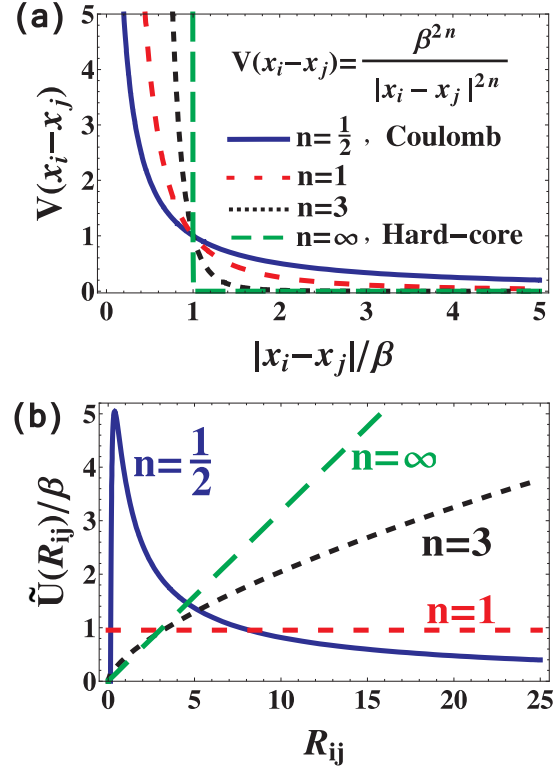 (a)
V(x_i−x_j)
5
4
3
2
1
0
V(x_i−x_j)= β^{2n} / |x_i − x_j|^{2n}
n=1/2 , Coulomb
n=1
n=3
n=∞ , Hard−core
0 1 2 3 4 5
|x_i−x_j|/β
(b)
Ũ(R_ij)/β
5
4
3
2
1
0
n=1/2
n=∞
n=3
n=1
0 5 10 15 20 25
R_ij